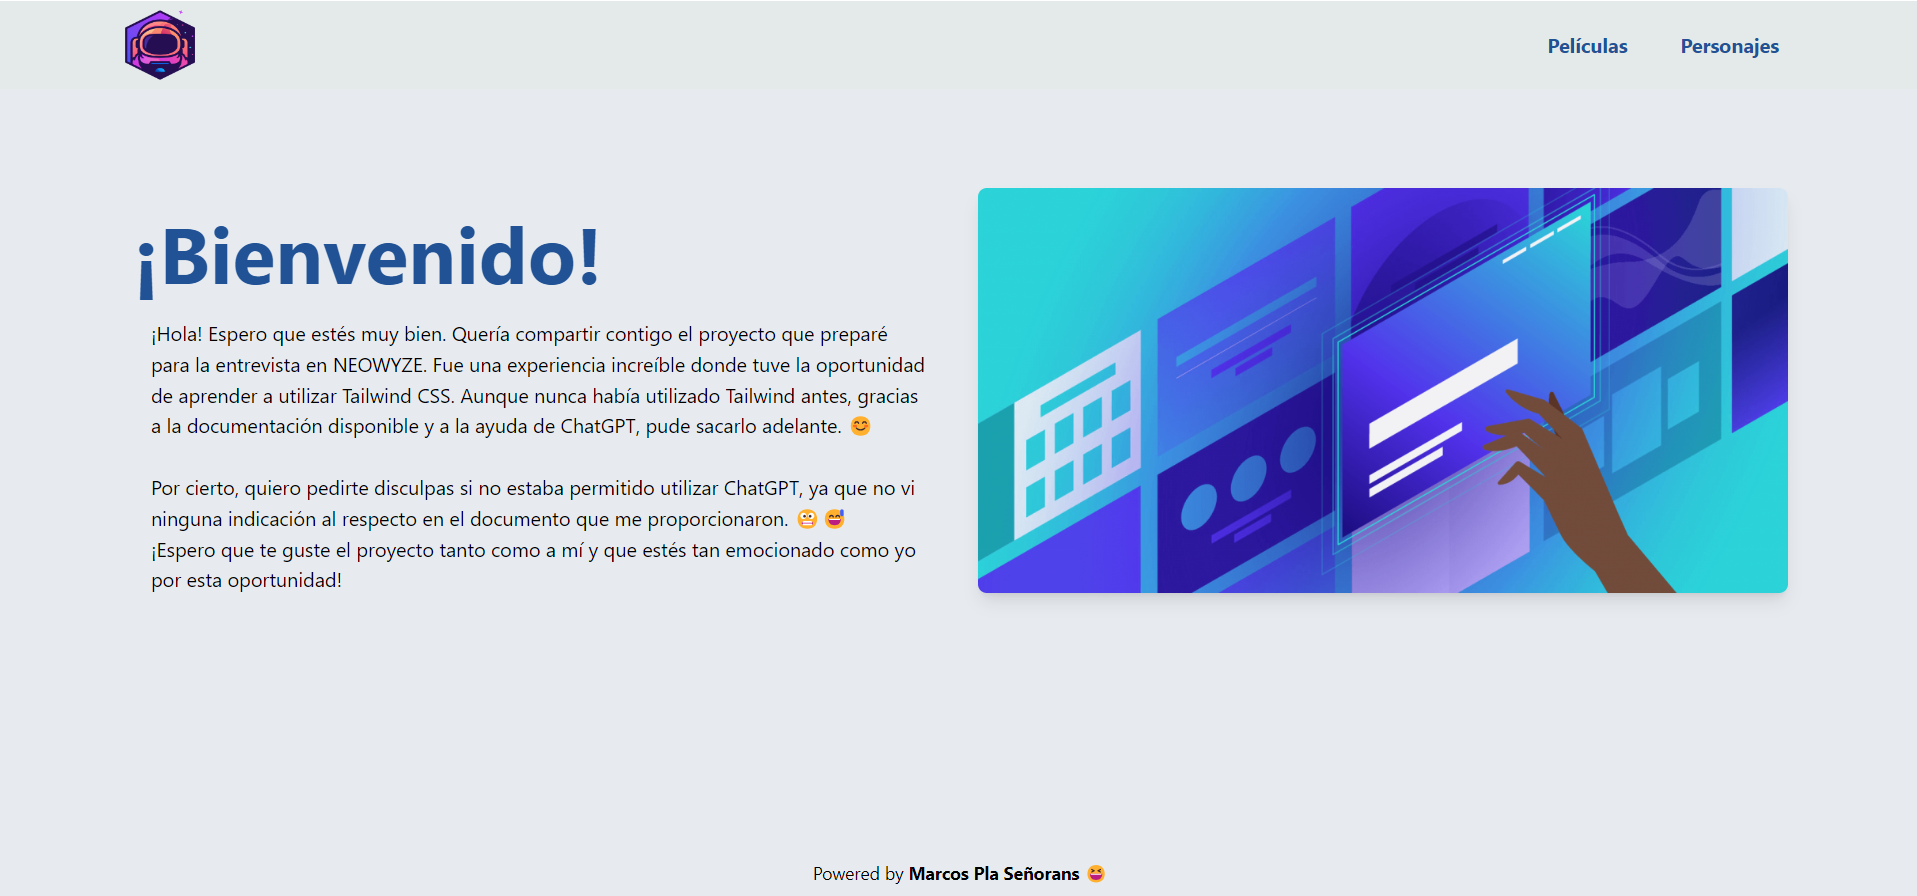 Películas
Personajes
¡Bienvenido!
¡Hola! Espero que estés muy bien. Quería compartir contigo el proyecto que preparé
para la entrevista en NEOWYZE. Fue una experiencia increíble donde tuve la oportunidad
de aprender a utilizar Tailwind CSS. Aunque nunca había utilizado Tailwind antes, gracias
a la documentación disponible y a la ayuda de ChatGPT, pude sacarlo adelante. 😊
Por cierto, quiero pedirte disculpas si no estaba permitido utilizar ChatGPT, ya que no vi
ninguna indicación al respecto en el documento que me proporcionaron. 😬 😅
¡Espero que te guste el proyecto tanto como a mí y que estés tan emocionado como yo
por esta oportunidad!
Powered by Marcos Pla Señorans 😆